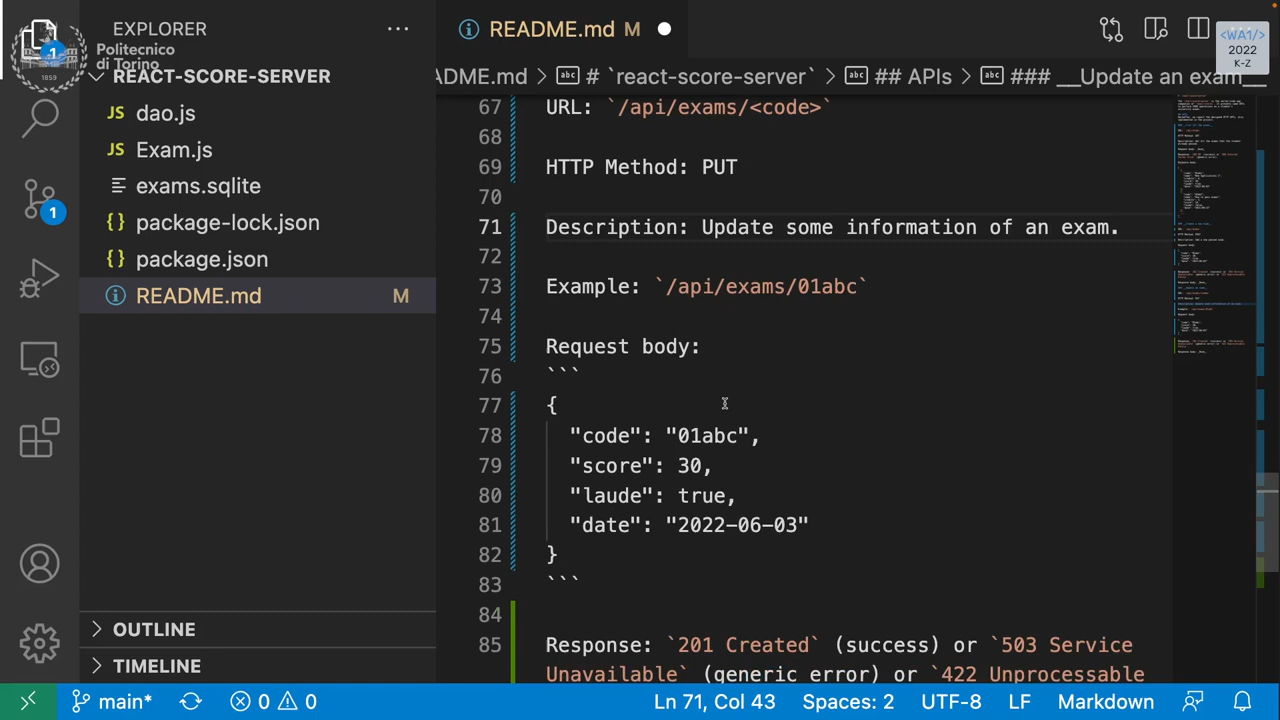 EXPLORER
README.md M
<WA1/>
2022
K-Z
1
Politecnico
di Torino
1859
REACT-SCORE-SERVER
DME.md > # `react-score-server` > ## APIs > ### __Update an exam__
dao.js
Exam.js
exams.sqlite
package-lock.json
package.json
README.md M
1
67 URL: `/api/exams/<code>`
68
69 HTTP Method: PUT
70
Description: Update some information of an exam.
72
73 Example: `/api/exams/01abc`
74
75 Request body:
76 ```
77 {
78 "code": "01abc",
79 "score": 30,
80 "laude": true,
81 "date": "2022-06-03"
82 }
83 ```
84
85 Response: `201 Created` (success) or `503 Service
Unavailable` (generic error) or `422 Unprocessable
OUTLINE
TIMELINE
main* 0 0 Ln 71, Col 43 Spaces: 2 UTF-8 LF Markdown